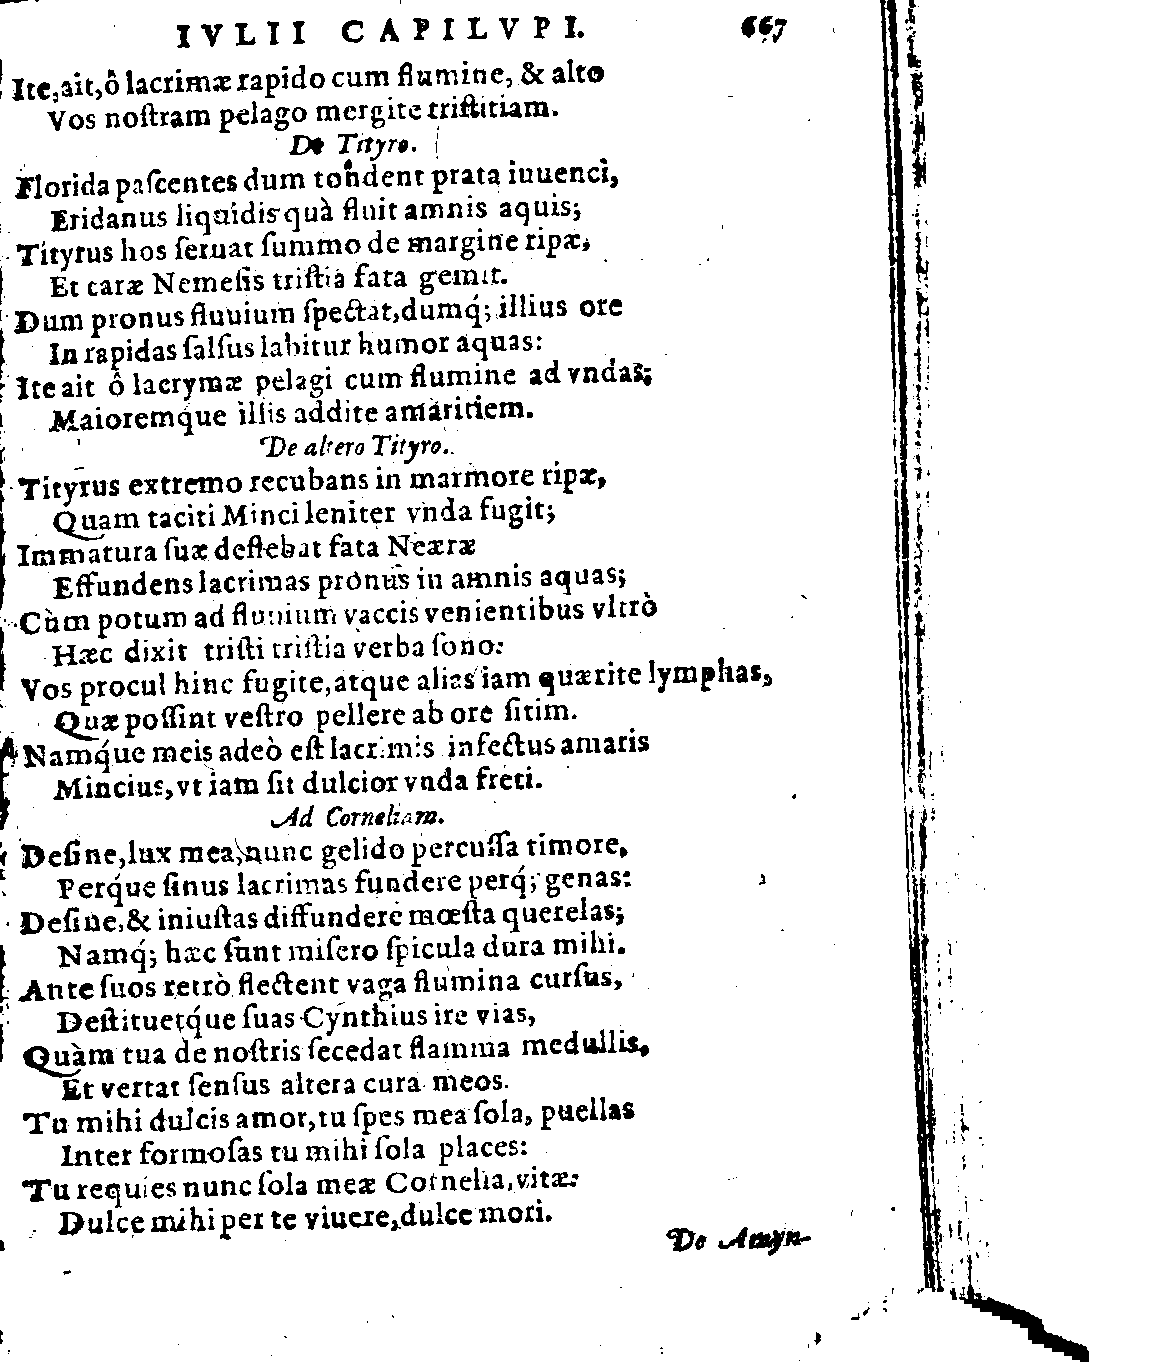 IVLII CAPILVPI. 667
Ite, ait, ô lacrimæ rapido cum flumine, & alto
Vos noſtram pelago mergite triſtitiam.
De Tityro.
Florida paſcentes dum tondent prata iuuenci,
Eridanus liquidis quà fluit amnis aquis;
Tityrus hos ſeruat ſummo de margine ripæ,
Et caræ Nemeſis triſtia fata gemit.
Dum pronus fluuium ſpectat, dumq́; illius ore
In rapidas ſalſus labitur humor aquas:
Ite ait ô lacrymæ pelagi cum flumine ad vndas;
Maioremque illis addite amaritiem.
De altero Tityro.
Tityrus extremo recubans in marmore ripæ,
Quam taciti Minci leniter vnda fugit;
Immatura ſuæ deflebat fata Neæræ
Effundens lacrimas pronus in amnis aquas;
Cùm potum ad fluuium vaccis venientibus vltrò
Hæc dixit triſti triſtia verba ſono:
Vos procul hinc fugite, atque alias iam quærite lymphas,
Quæ poſſint veſtro pellere ab ore ſitim.
Namq́ue meis adeò eſt lacrimis infectus amaris
Mincius, vt iam ſit dulcior vnda freti.
Ad Corneliam.
Deſine, lux mea, nunc gelido percuſſa timore,
Perq́ue ſinus lacrimas fundere perq́; genas:
Deſine, & iniuſtas diffundere mœſta querelas;
Namq́; hæc ſunt miſero ſpicula dura mihi.
Ante ſuos retrò flectent vaga flumina curſus,
Deſtituetq́ue ſuas Cynthius ire vias,
Quàm tua de noſtris ſecedat flamma medullis,
Et vertat ſenſus altera cura meos.
Tu mihi dulcis amor, tu ſpes mea ſola, puellas
Inter formoſas tu mihi ſola places:
Tu requies nunc ſola meæ Cornelia, vitæ:
Dulce mihi per te viuere, dulce mori.
De Amyn-